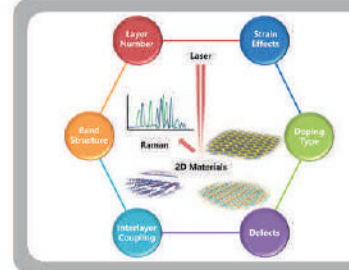 Layer
Number
Strain
Effects
Laser
Band
Structure
Doping
Type
Raman
2D Materials
Interlayer
Coupling
Defects